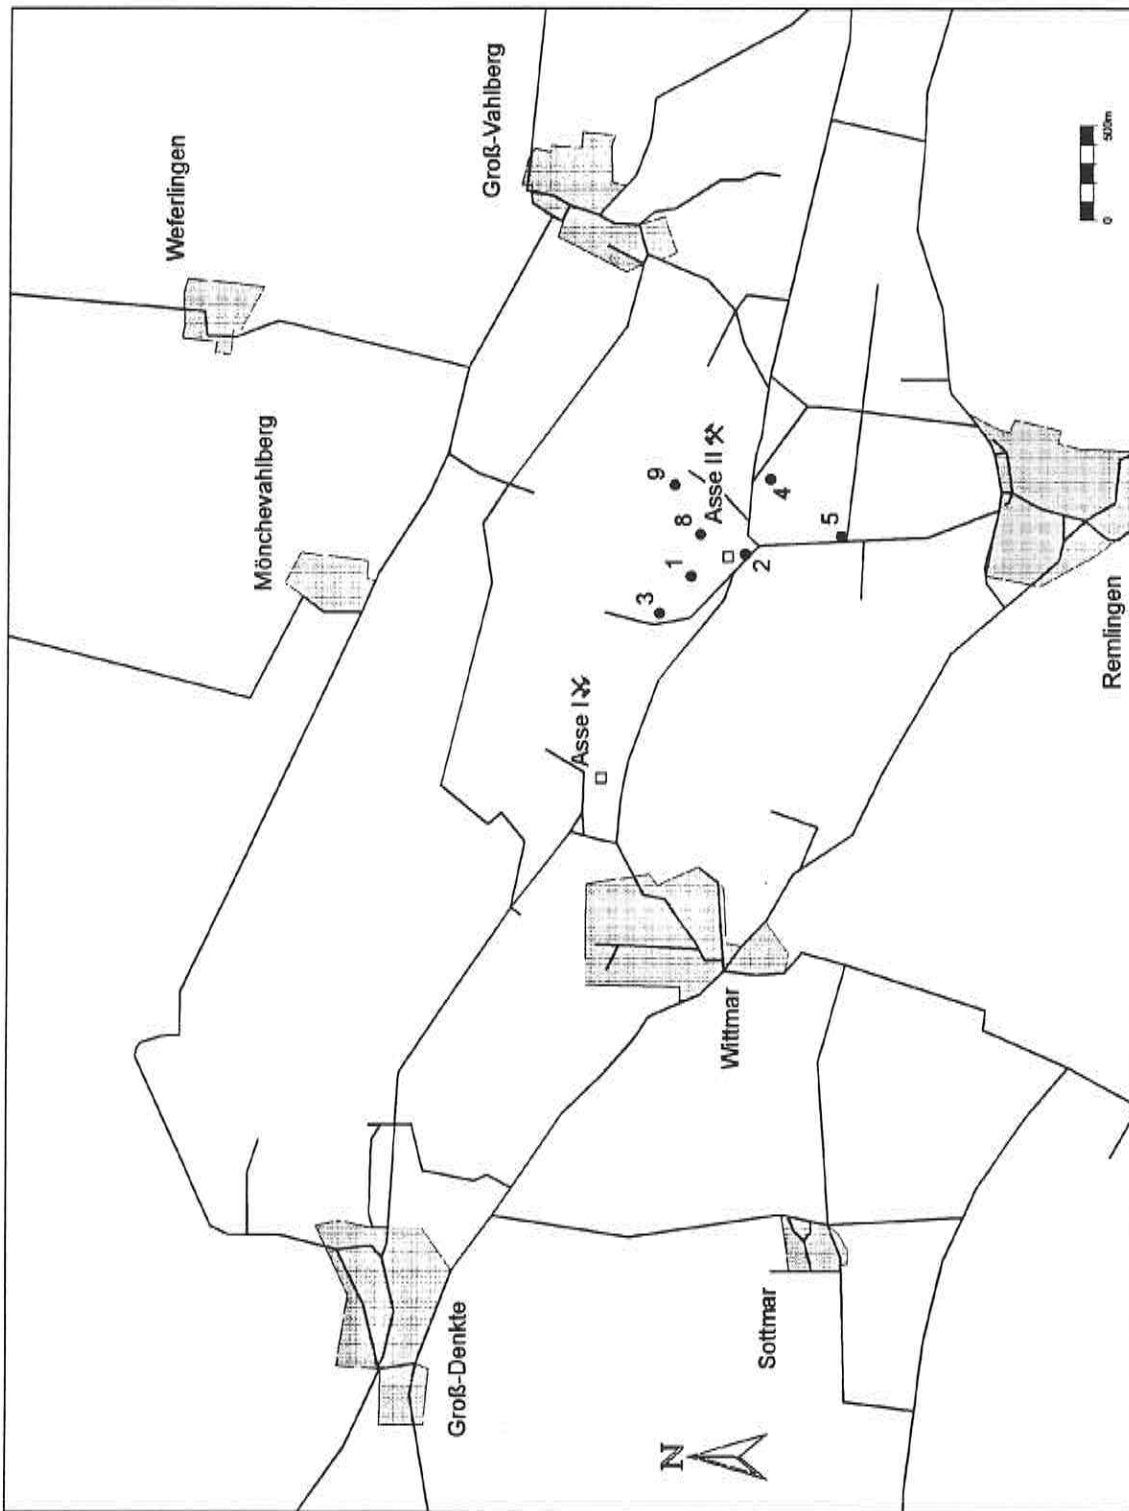 Weferlingen
Groß-Vahlberg
Mönchevahlberg
9
8
1
3
Asse II
4
2
5
Asse I
0
500m
Remlingen
Wittmar
Groß-Denkte
Sottmar
N